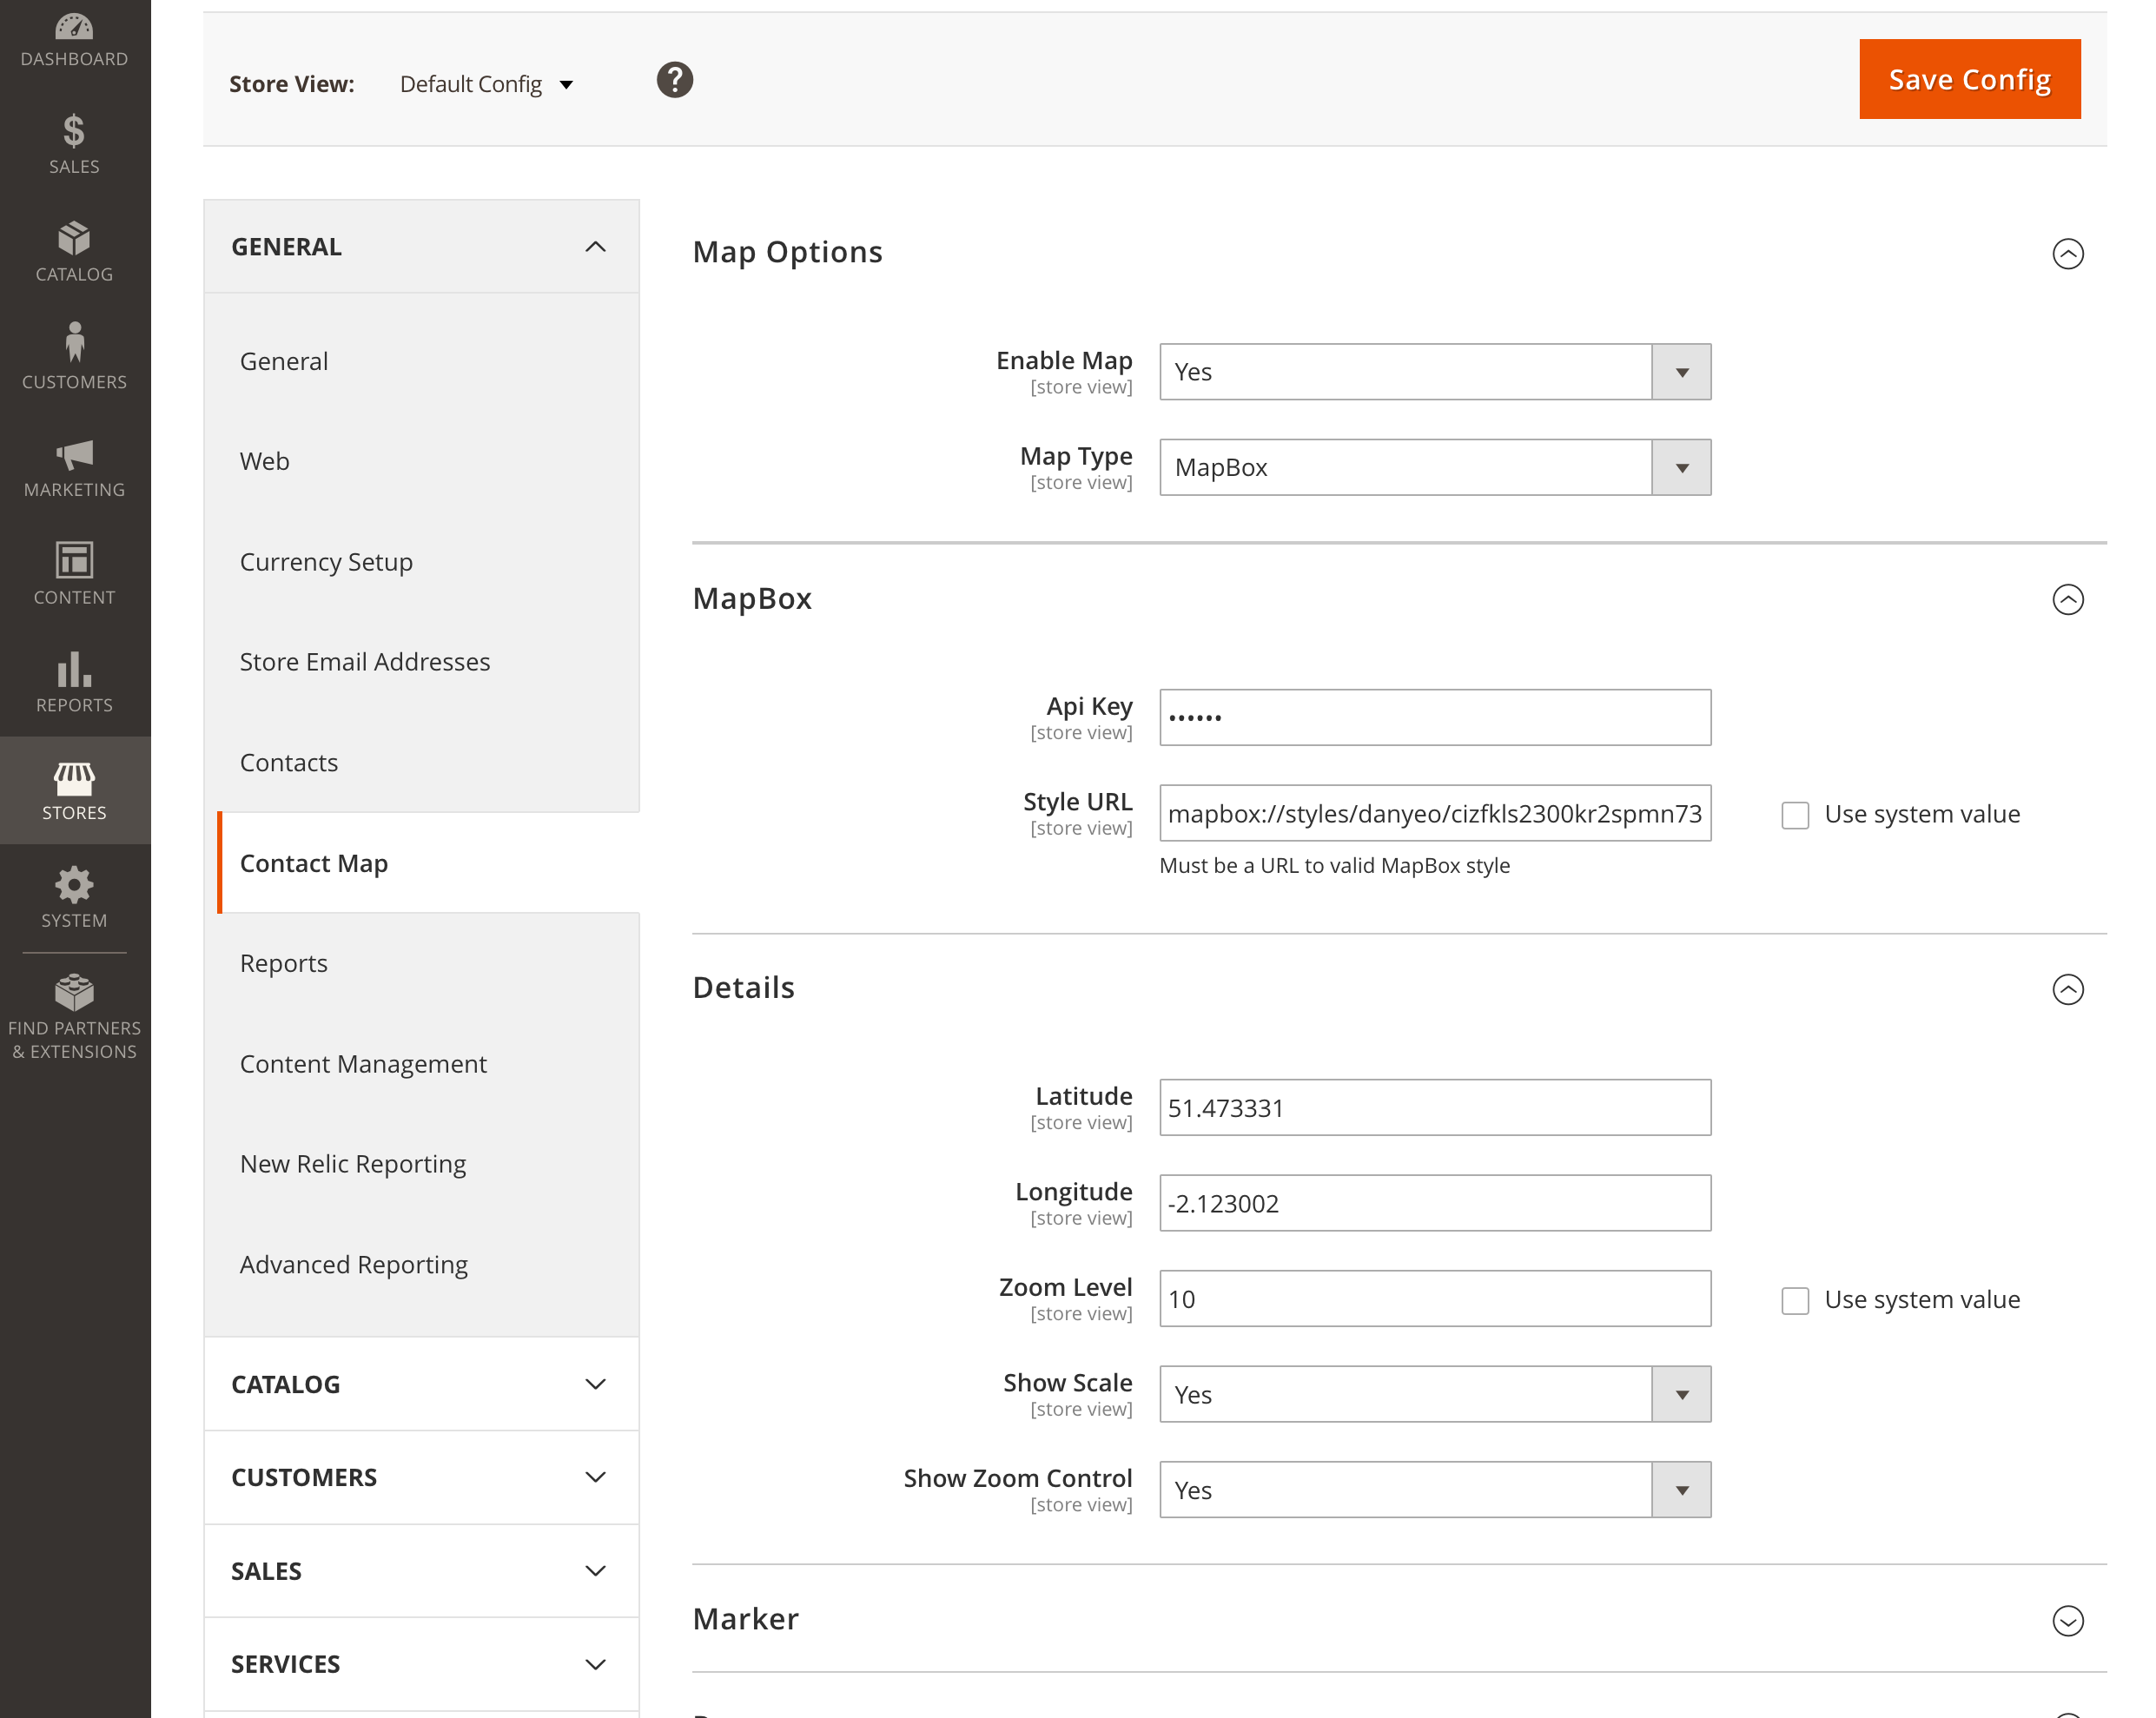 DASHBOARD
SALES
CATALOG
CUSTOMERS
MARKETING
CONTENT
REPORTS
STORES
SYSTEM
FIND PARTNERS
& EXTENSIONS
Store View: Default Config
Save Config
GENERAL
General
Web
Currency Setup
Store Email Addresses
Contacts
Contact Map
Reports
Content Management
New Relic Reporting
Advanced Reporting
CATALOG
CUSTOMERS
SALES
SERVICES
Map Options
Enable Map
[store view]
Yes
Map Type
[store view]
MapBox
MapBox
Api Key
[store view]
••••••
Style URL
[store view]
mapbox://styles/danyeo/cizfkls2300kr2spmn73
Use system value
Must be a URL to valid MapBox style
Details
Latitude
[store view]
51.473331
Longitude
[store view]
-2.123002
Zoom Level
[store view]
10
Use system value
Show Scale
[store view]
Yes
Show Zoom Control
[store view]
Yes
Marker